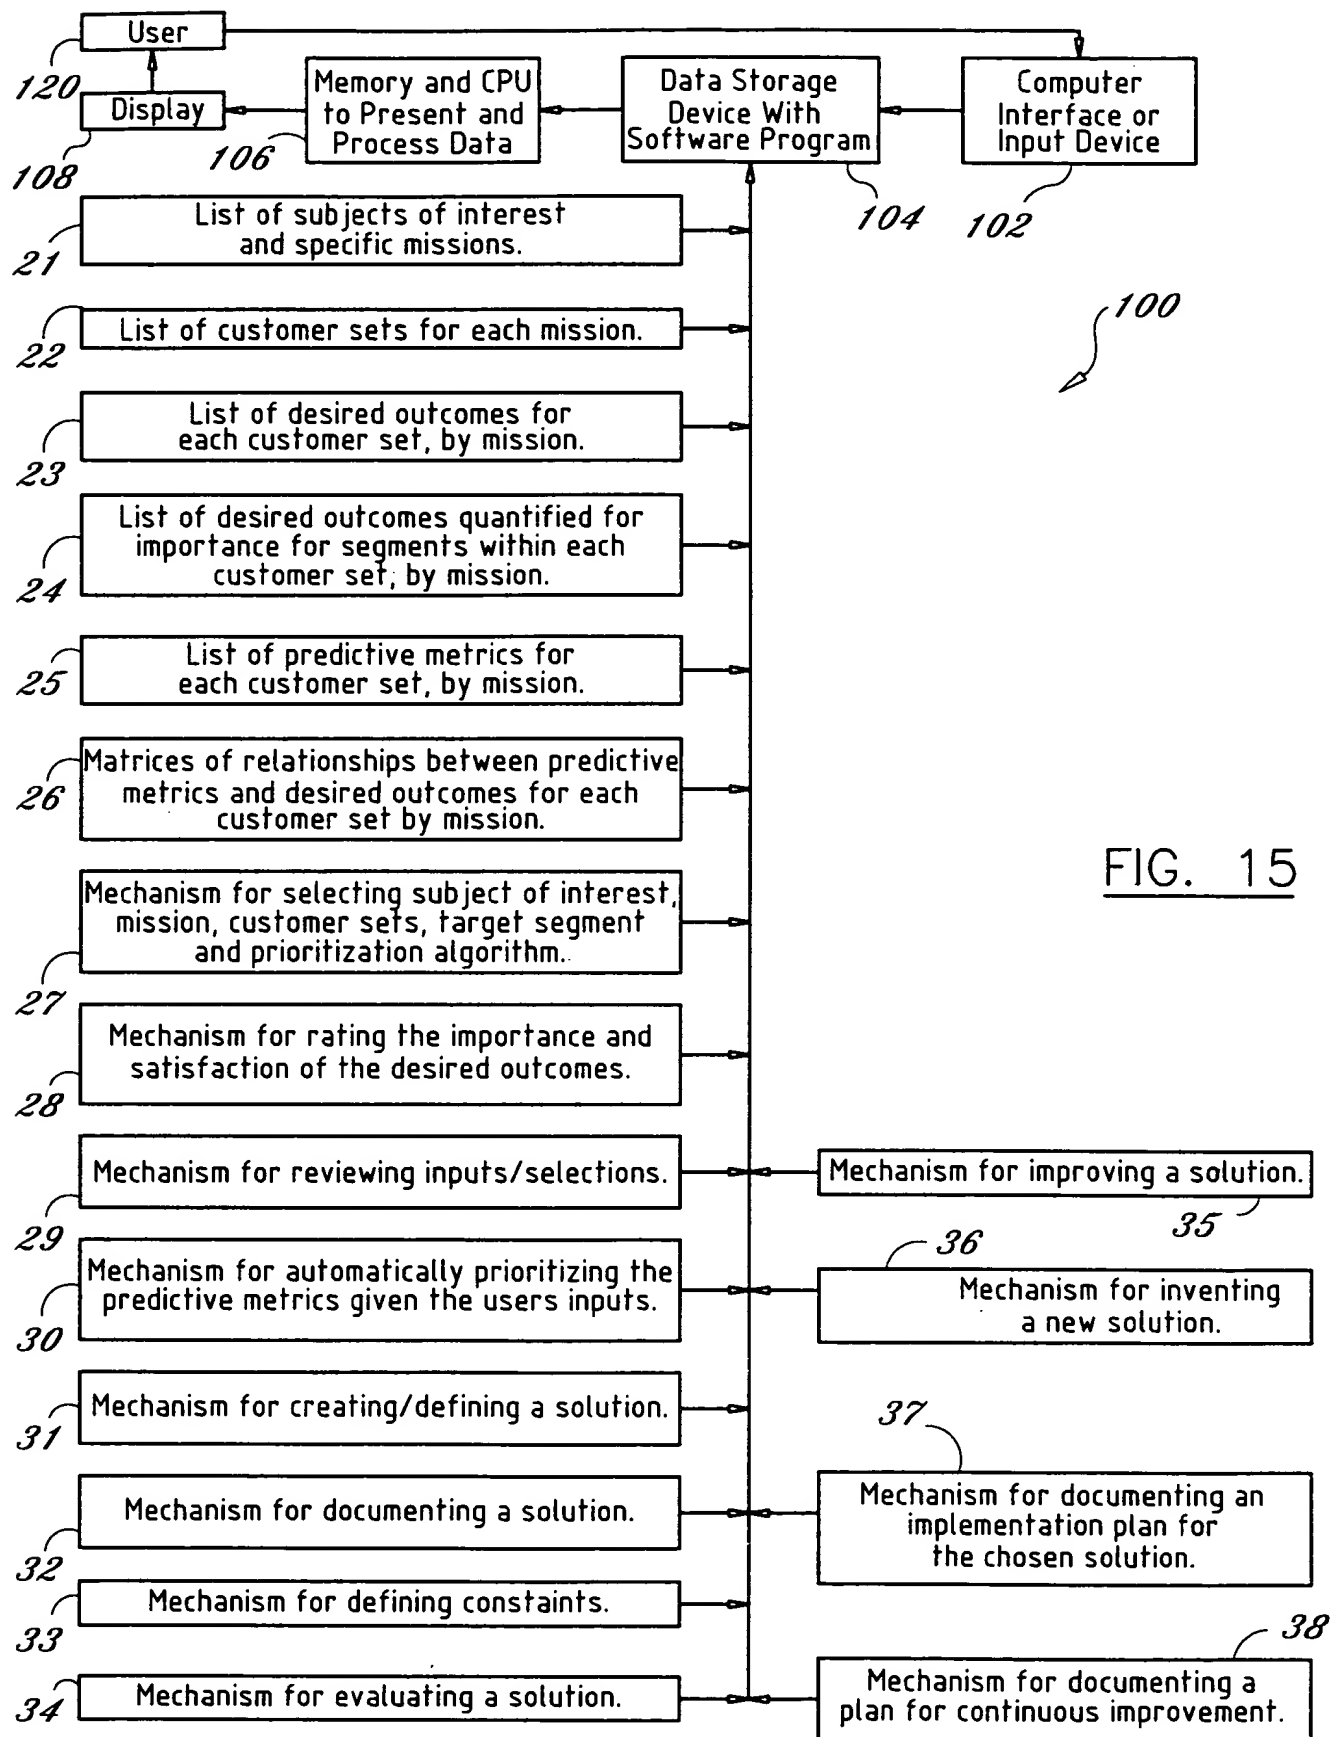 User
120
Display
108
Memory and CPU
to Present and
Process Data
106
Data Storage
Device With
Software Program
104
Computer
Interface or
Input Device
102
100
List of subjects of interest
and specific missions.
21
List of customer sets for each mission.
22
List of desired outcomes for
each customer set, by mission.
23
List of desired outcomes quantified for
importance for segments within each
customer set, by mission.
24
List of predictive metrics for
each customer set, by mission.
25
Matrices of relationships between predictive
metrics and desired outcomes for each
customer set by mission.
26
FIG. 15
Mechanism for selecting subject of interest,
mission, customer sets, target segment
and prioritization algorithm.
27
Mechanism for rating the importance and
satisfaction of the desired outcomes.
28
Mechanism for reviewing inputs/selections.
29
Mechanism for automatically prioritizing the
predictive metrics given the users inputs.
30
Mechanism for creating/defining a solution.
31
Mechanism for documenting a solution.
32
Mechanism for defining constaints.
33
Mechanism for evaluating a solution.
34
Mechanism for improving a solution.
35
36
Mechanism for inventing
a new solution.
37
Mechanism for documenting an
implementation plan for
the chosen solution.
38
Mechanism for documenting a
plan for continuous improvement.